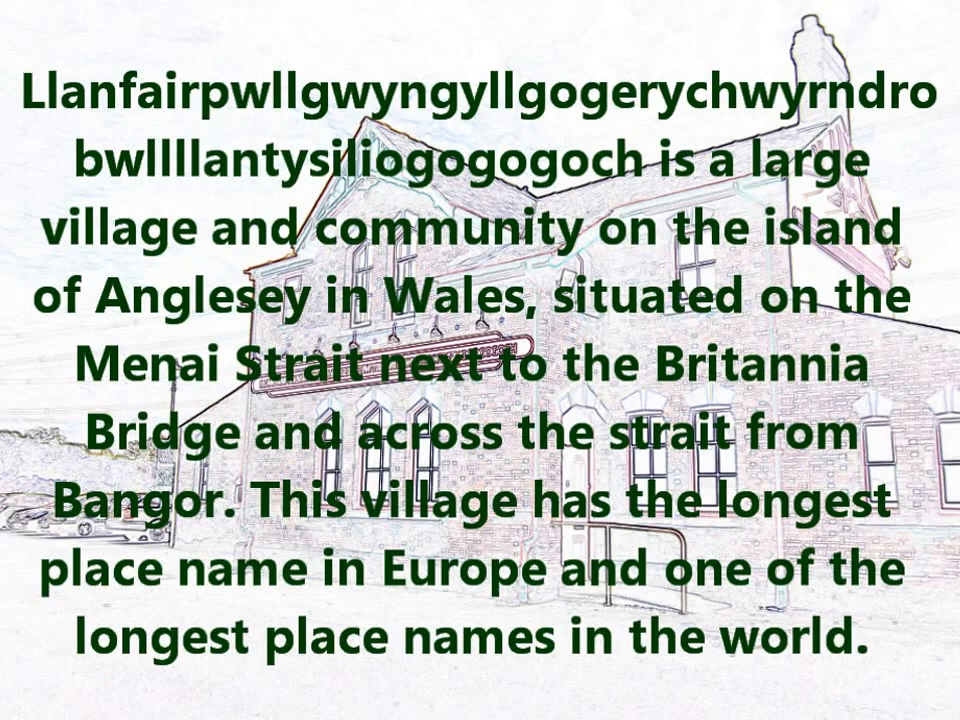 Llanfairpwllgwyngyllgogerychwyrndro
bwllllantysiliogogogoch is a large
village and community on the island
of Anglesey in Wales, situated on the
Menai Strait next to the Britannia
Bridge and across the strait from
Bangor. This village has the longest
place name in Europe and one of the
longest place names in the world.